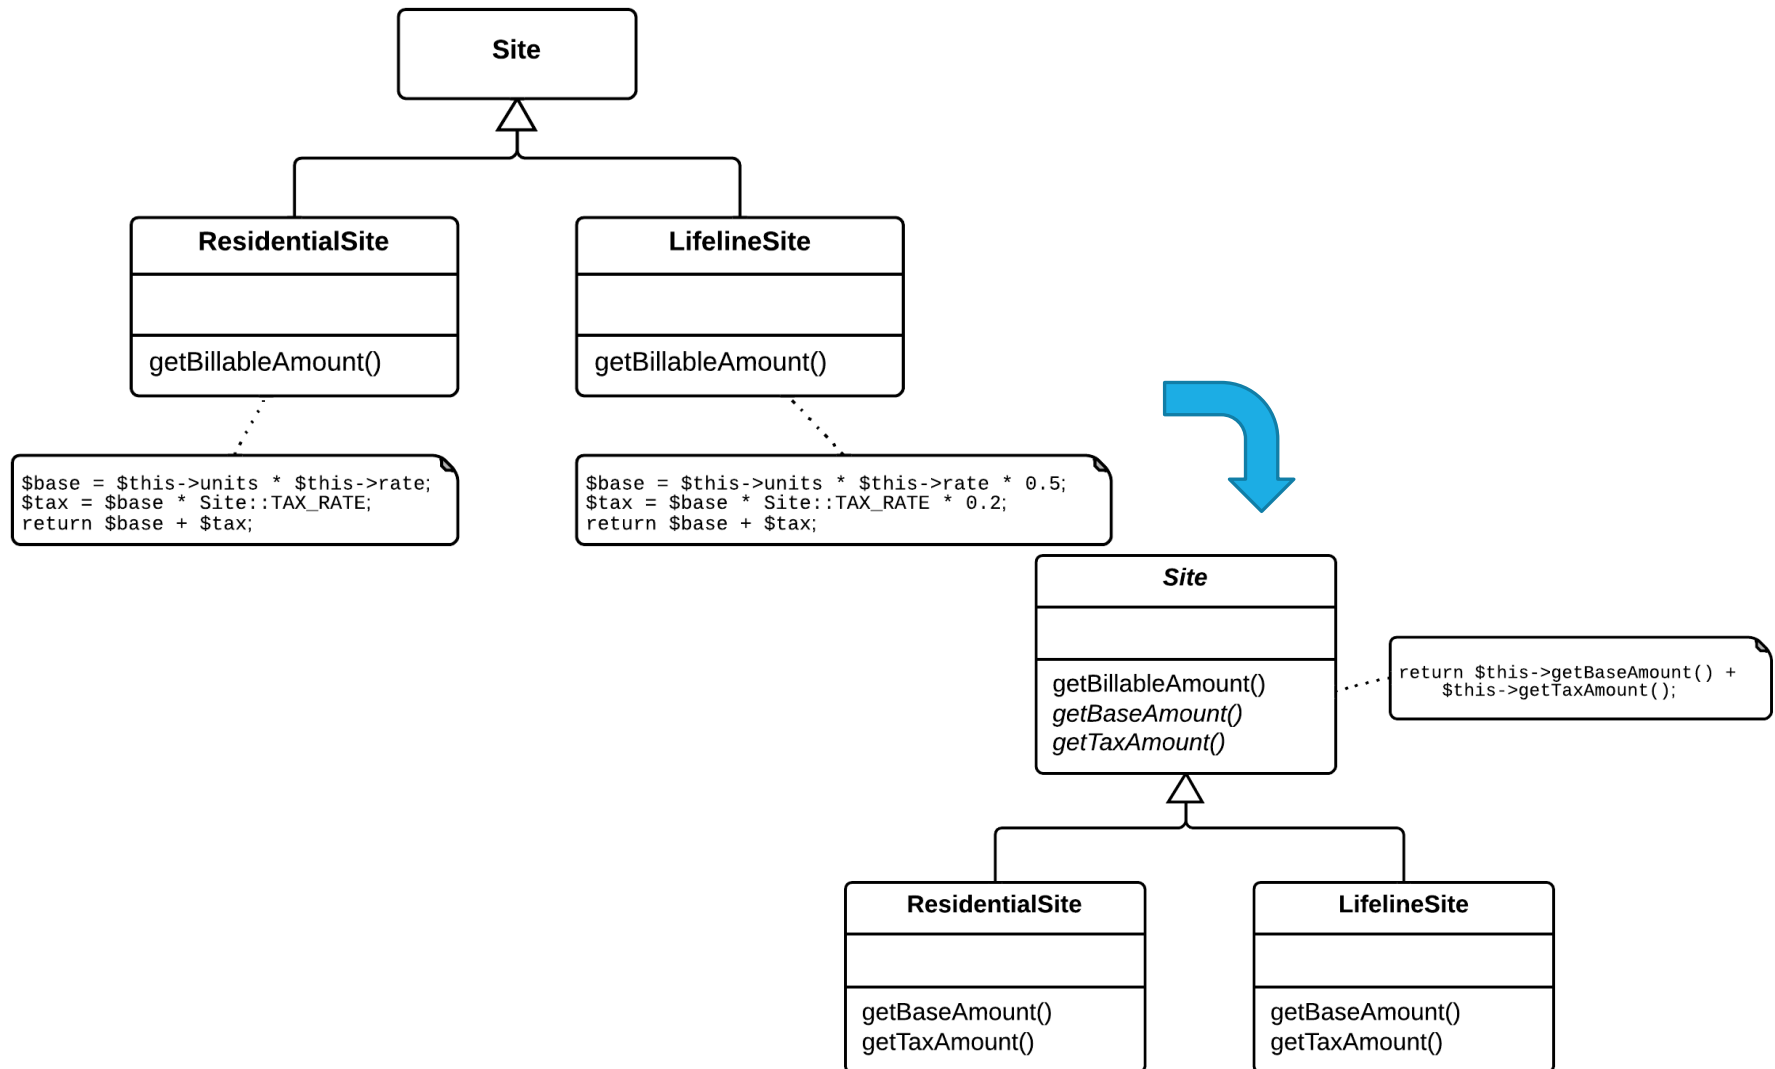 Site
ResidentialSite
getBillableAmount()
LifelineSite
getBillableAmount()
$base = $this->units * $this->rate;
$tax = $base * Site::TAX_RATE;
return $base + $tax;
$base = $this->units * $this->rate * 0.5;
$tax = $base * Site::TAX_RATE * 0.2;
return $base + $tax;
Site
getBillableAmount()
getBaseAmount()
getTaxAmount()
return $this->getBaseAmount() +
$this->getTaxAmount();
ResidentialSite
getBaseAmount()
getTaxAmount()
LifelineSite
getBaseAmount()
getTaxAmount()